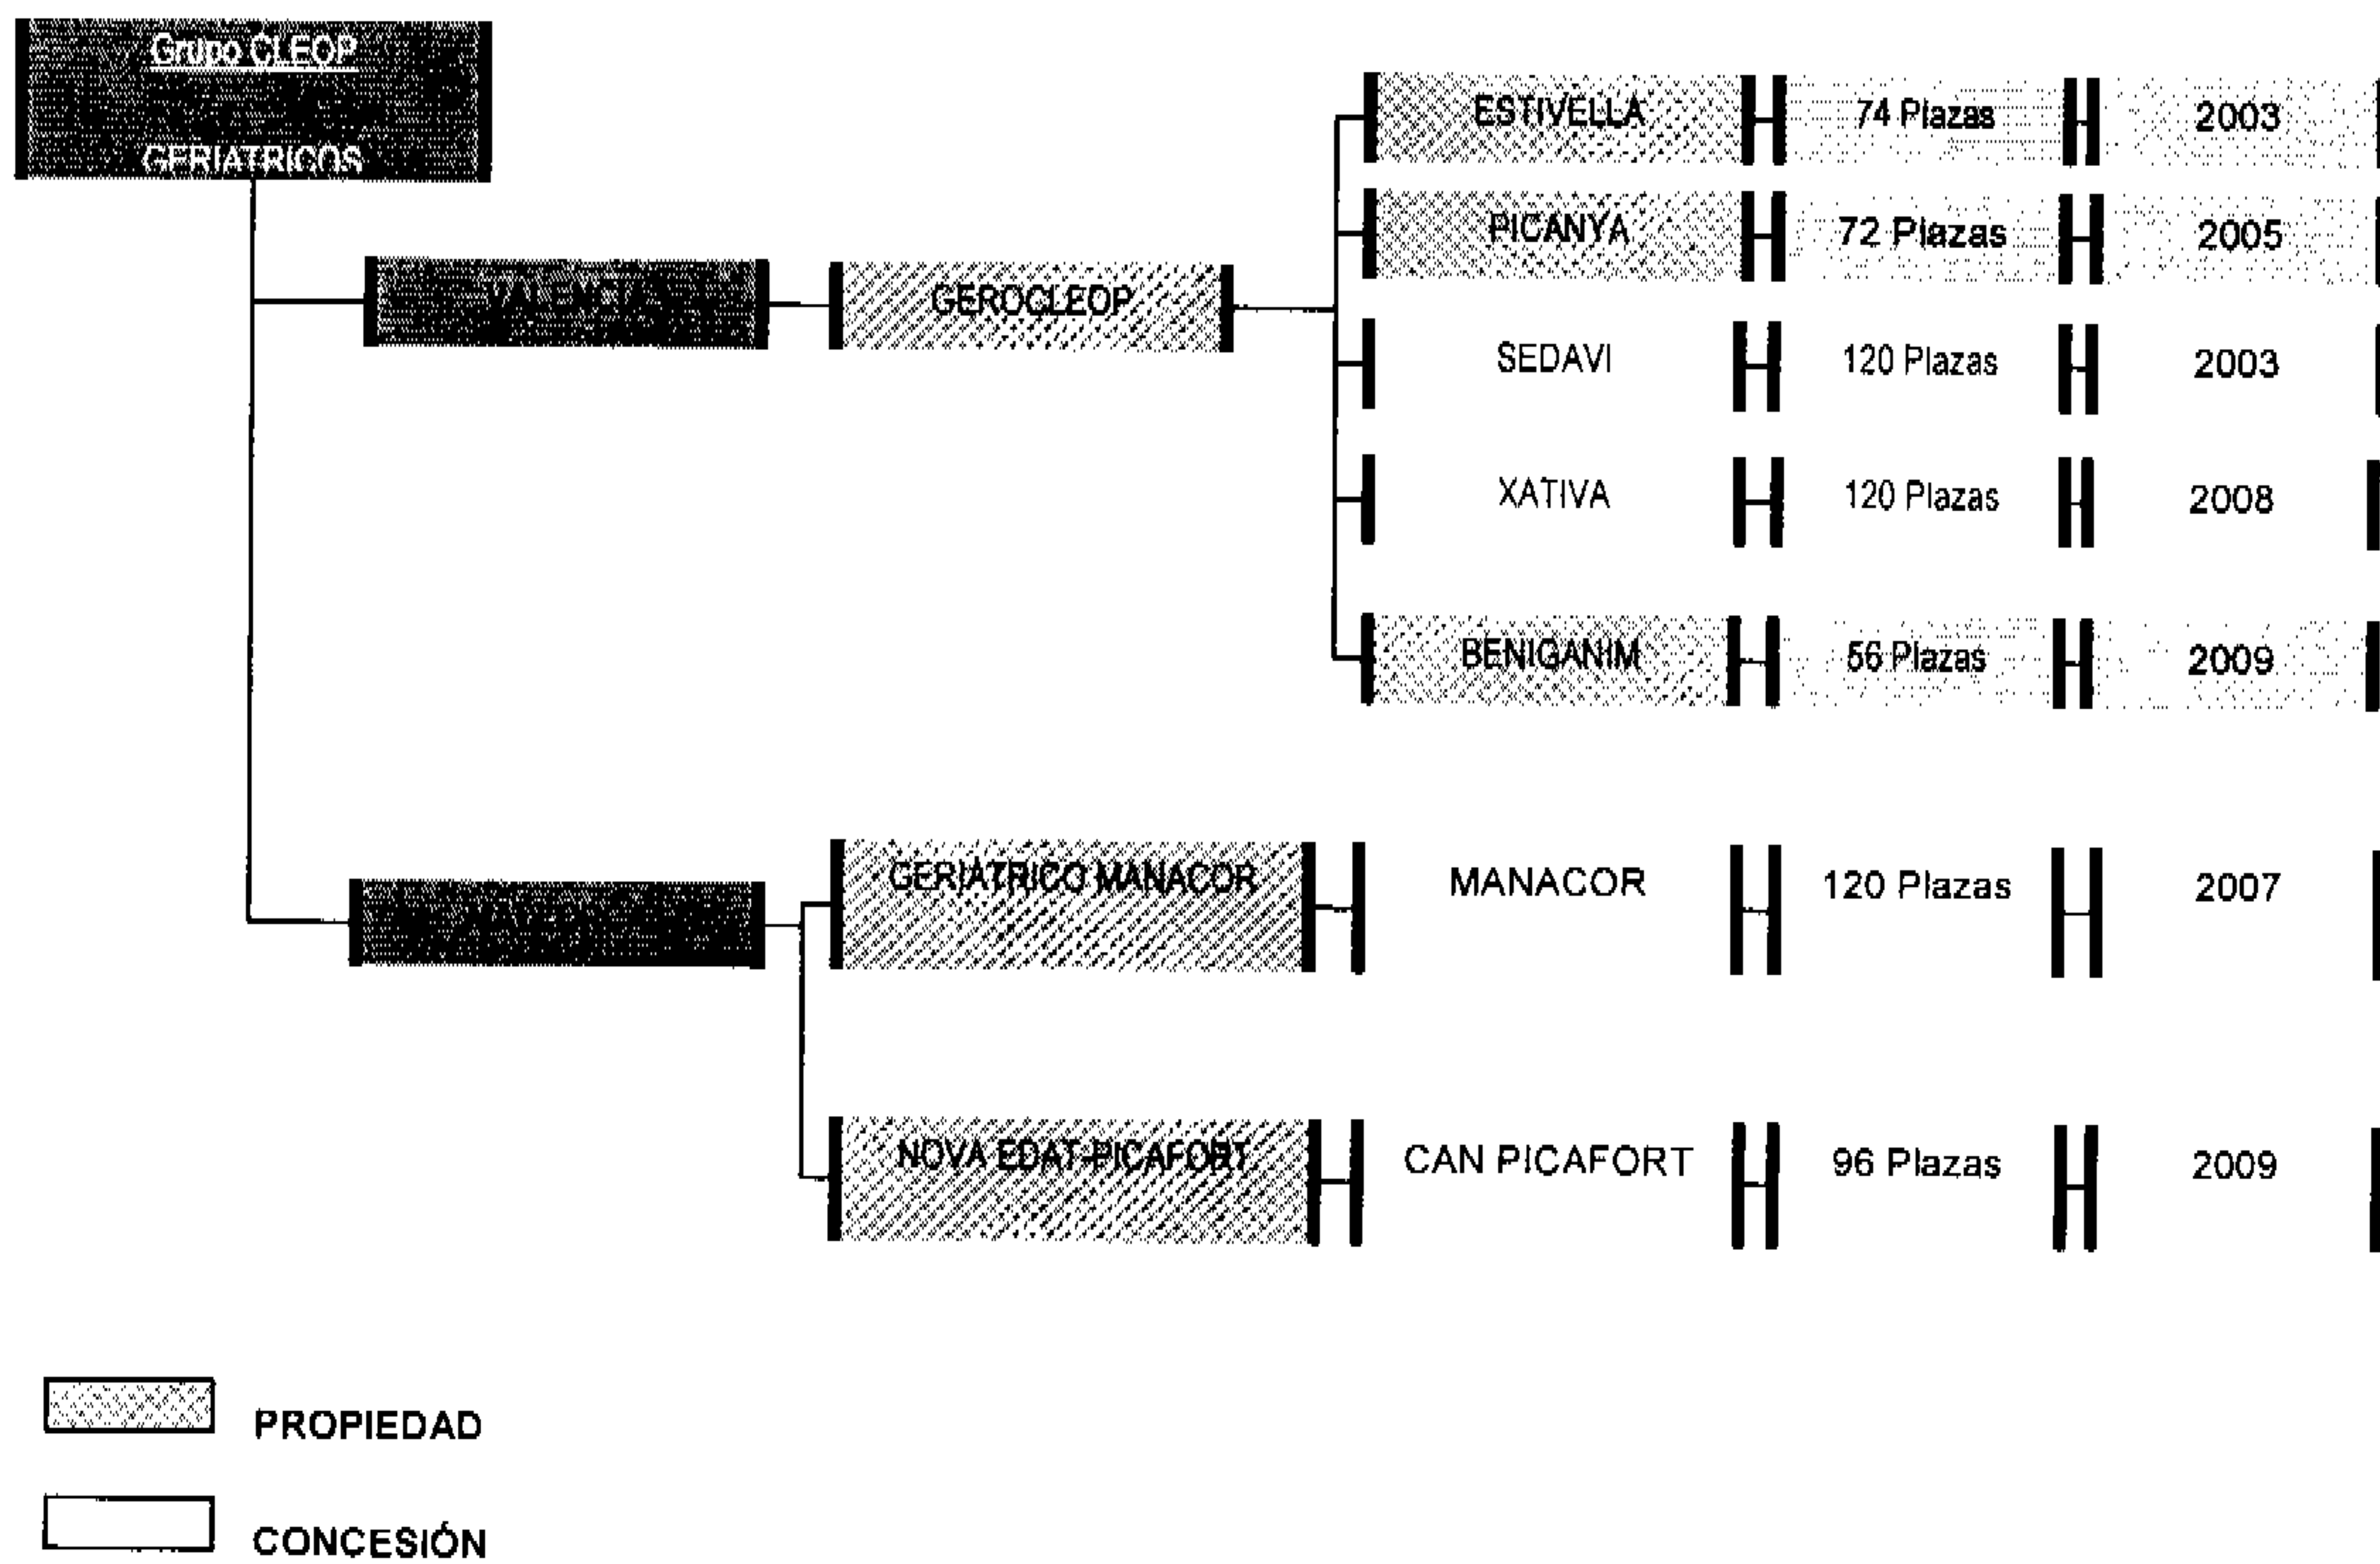 Grupo CLEOP
GERIATRICOS
ESTIVELLA 74 Plazas 2003
PICANYA 72 Plazas 2005
VALENCIA GEROCLEOP
SEDAVI 120 Plazas 2003
XATIVA 120 Plazas 2008
BENIGANIM 56 Plazas 2009
GERIATRICO MANACOR MANACOR 120 Plazas 2007
NOVA EDAT-PICAFORT CAN PICAFORT 96 Plazas 2009
PROPIEDAD
CONCESIÓN